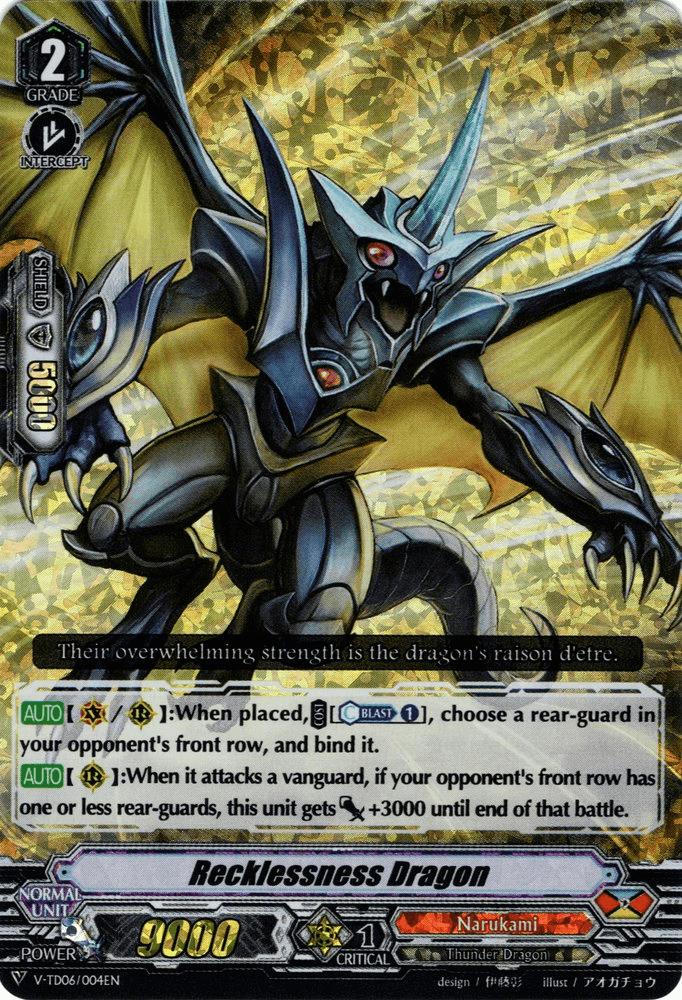 2
GRADE
INTERCEPT
SHIELD
5000
Their overwhelming strength is the dragon's raison d'etre.
AUTO[ V / R ]:When placed, COST[C BLAST 1], choose a rear-guard in
your opponent's front row, and bind it.
AUTO[ R ]:When it attacks a vanguard, if your opponent's front row has
one or less rear-guards, this unit gets +3000 until end of that battle.
Recklessness Dragon
NORMAL
UNIT
POWER
9000
1
CRITICAL
Narukami
Thunder Dragon
V-TD06/004EN
design / 伊藤彰
illust / アオガチョウ